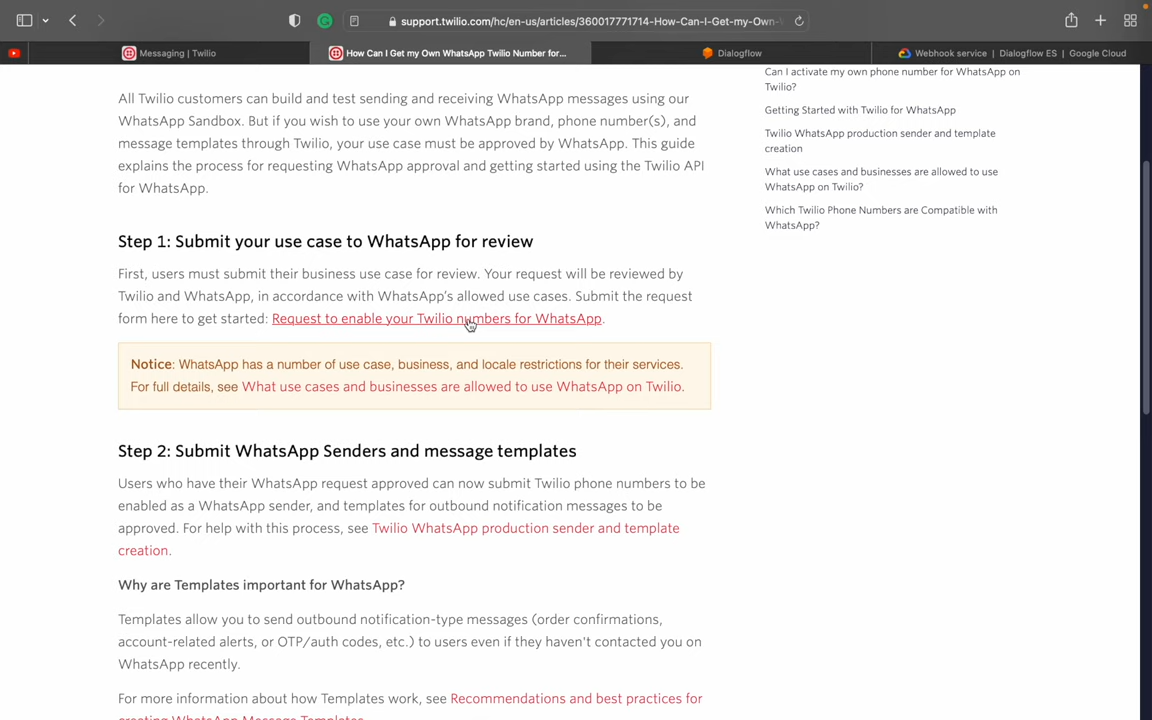 support.twilio.com/hc/en-us/articles/360017771714-How-Can-I-Get-my-Own-
Messaging | Twilio
How Can I Get my Own WhatsApp Twilio Number for...
Dialogflow
Webhook service | Dialogflow ES | Google Cloud
All Twilio customers can build and test sending and receiving WhatsApp messages using our
WhatsApp Sandbox. But if you wish to use your own WhatsApp brand, phone number(s), and
message templates through Twilio, your use case must be approved by WhatsApp. This guide
explains the process for requesting WhatsApp approval and getting started using the Twilio API
for WhatsApp.
Step 1: Submit your use case to WhatsApp for review
First, users must submit their business use case for review. Your request will be reviewed by
Twilio and WhatsApp, in accordance with WhatsApp's allowed use cases. Submit the request
form here to get started: Request to enable your Twilio numbers for WhatsApp.
Notice: WhatsApp has a number of use case, business, and locale restrictions for their services.
For full details, see What use cases and businesses are allowed to use WhatsApp on Twilio.
Step 2: Submit WhatsApp Senders and message templates
Users who have their WhatsApp request approved can now submit Twilio phone numbers to be
enabled as a WhatsApp sender, and templates for outbound notification messages to be
approved. For help with this process, see Twilio WhatsApp production sender and template
creation.
Why are Templates important for WhatsApp?
Templates allow you to send outbound notification-type messages (order confirmations,
account-related alerts, or OTP/auth codes, etc.) to users even if they haven't contacted you on
WhatsApp recently.
For more information about how Templates work, see Recommendations and best practices for
creating WhatsApp Message Templates.
Can I activate my own phone number for WhatsApp on
Twilio?
Getting Started with Twilio for WhatsApp
Twilio WhatsApp production sender and template
creation
What use cases and businesses are allowed to use
WhatsApp on Twilio?
Which Twilio Phone Numbers are Compatible with
WhatsApp?